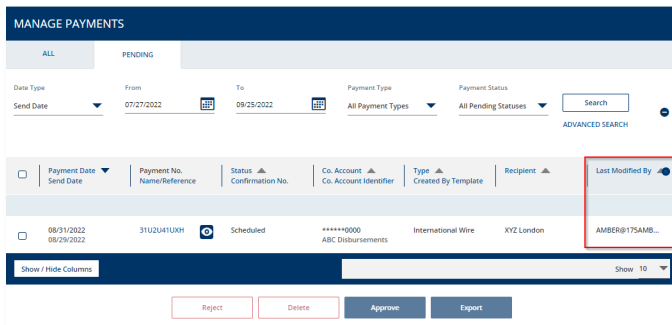 MANAGE PAYMENTS
ALL PENDING
Date Type From To Payment Type Payment Status
Send Date 07/27/2022 09/25/2022 All Payment Types All Pending Statuses Search
ADVANCED SEARCH
Payment Date Payment No. Status Co. Account Type Recipient Last Modified By
Send Date Name/Reference Confirmation No. Co. Account Identifier Created By Template
08/31/2022 31U2U41UXH Scheduled ******0000 International Wire XYZ London AMBER@175AMB...
08/29/2022 ABC Disbursements
Show / Hide Columns Show 10
Reject Delete Approve Export